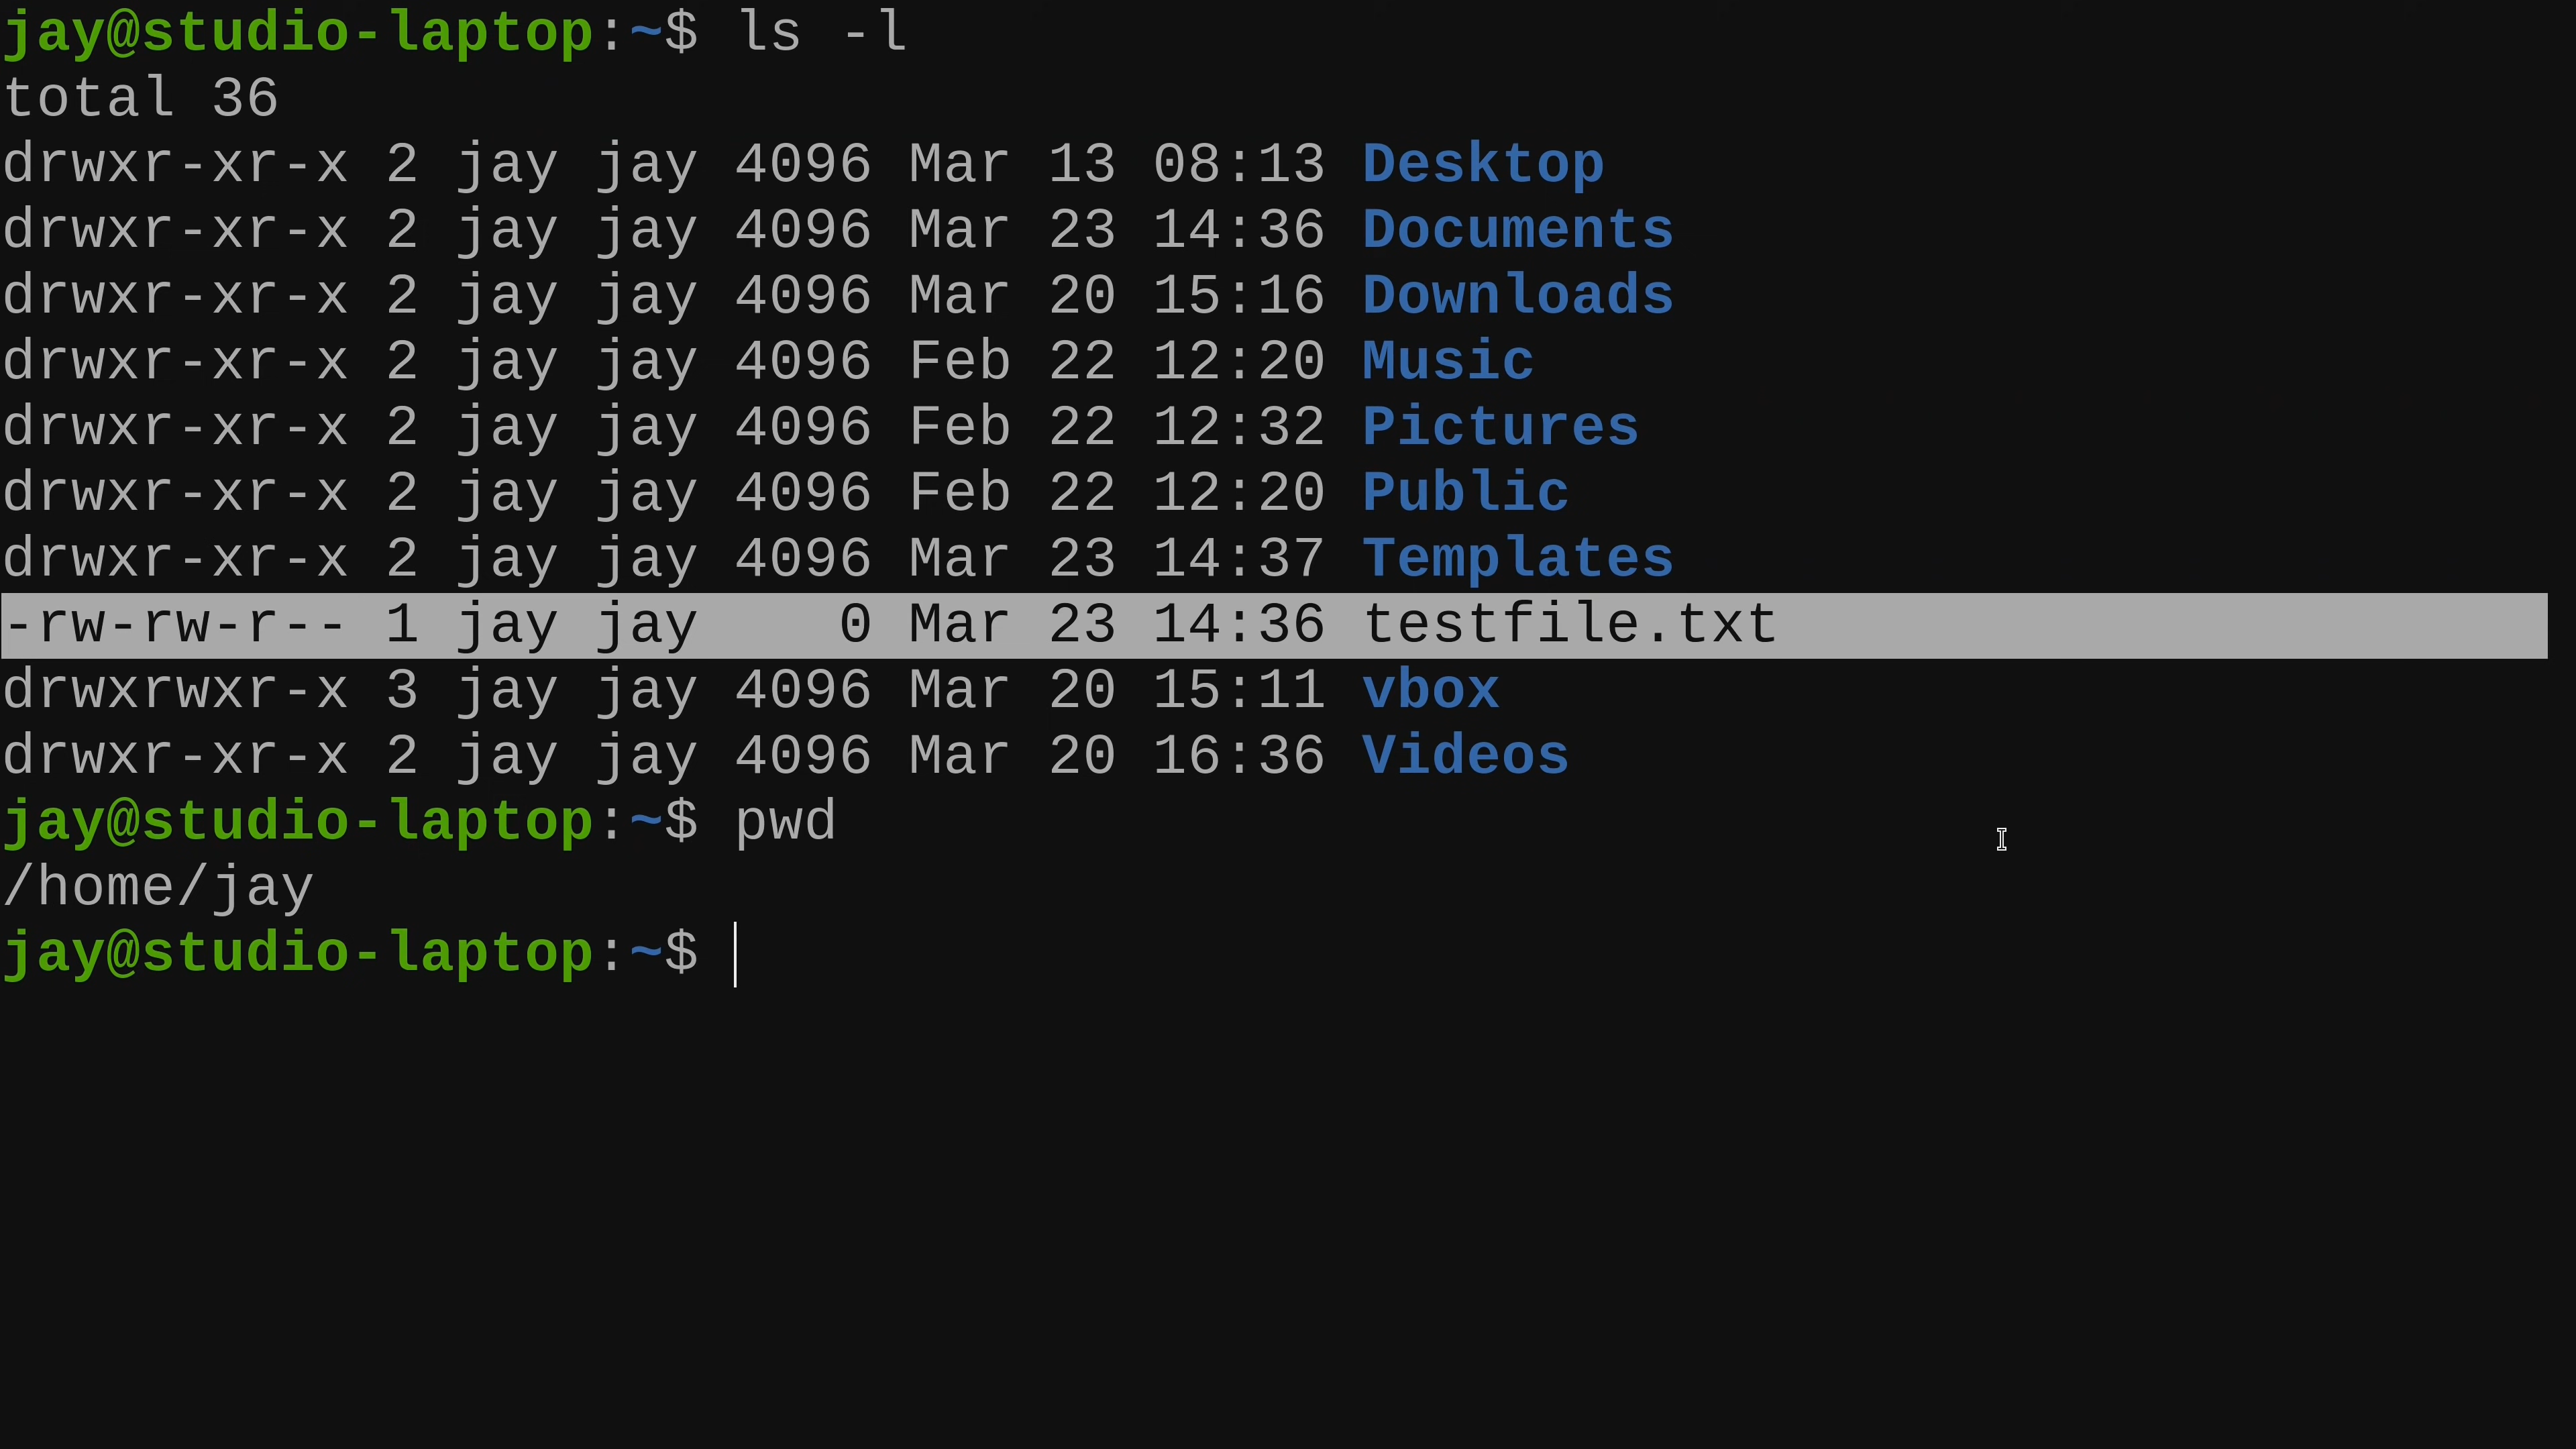 jay@studio-laptop:~$ ls -l
total 36
drwxr-xr-x 2 jay jay 4096 Mar 13 08:13 Desktop
drwxr-xr-x 2 jay jay 4096 Mar 23 14:36 Documents
drwxr-xr-x 2 jay jay 4096 Mar 20 15:16 Downloads
drwxr-xr-x 2 jay jay 4096 Feb 22 12:20 Music
drwxr-xr-x 2 jay jay 4096 Feb 22 12:32 Pictures
drwxr-xr-x 2 jay jay 4096 Feb 22 12:20 Public
drwxr-xr-x 2 jay jay 4096 Mar 23 14:37 Templates
-rw-rw-r-- 1 jay jay    0 Mar 23 14:36 testfile.txt
drwxrwxr-x 3 jay jay 4096 Mar 20 15:11 vbox
drwxr-xr-x 2 jay jay 4096 Mar 20 16:36 Videos
jay@studio-laptop:~$ pwd
/home/jay
jay@studio-laptop:~$